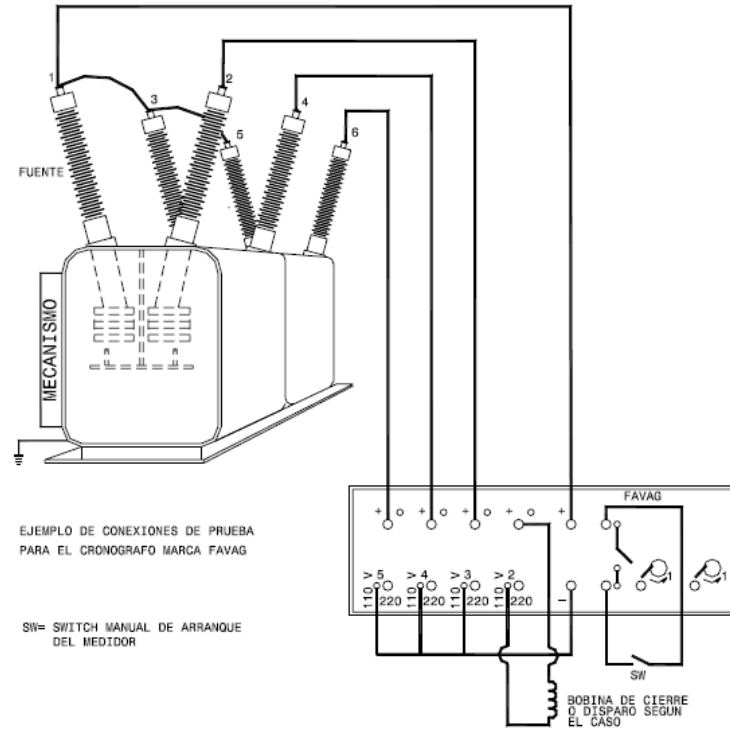 1
2
3
4
5
6
FUENTE
MECANISMO
FAVAG
+ + + + +
110 V 5 220
110 V 4 220
110 V 3 220
110 V 2 220
−
1
1
SW
EJEMPLO DE CONEXIONES DE PRUEBA
PARA EL CRONOGRAFO MARCA FAVAG
SW= SWITCH MANUAL DE ARRANQUE
DEL MEDIDOR
BOBINA DE CIERRE
O DISPARO SEGUN
EL CASO